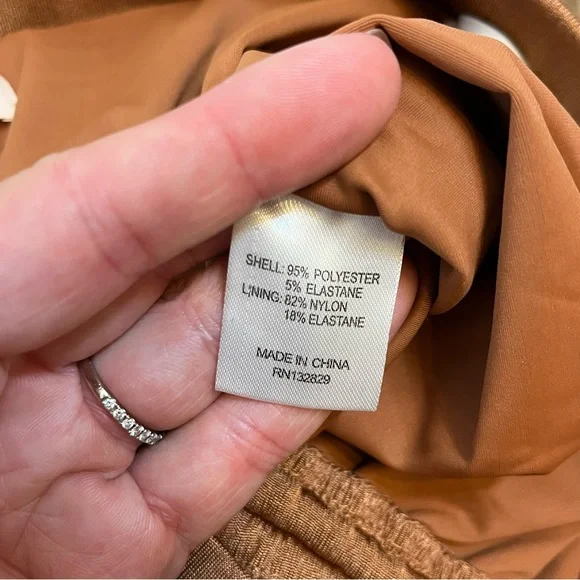 SHELL: 95% POLYESTER
5% ELASTANE
LINING: 82% NYLON
18% ELASTANE
MADE IN CHINA
RN132829